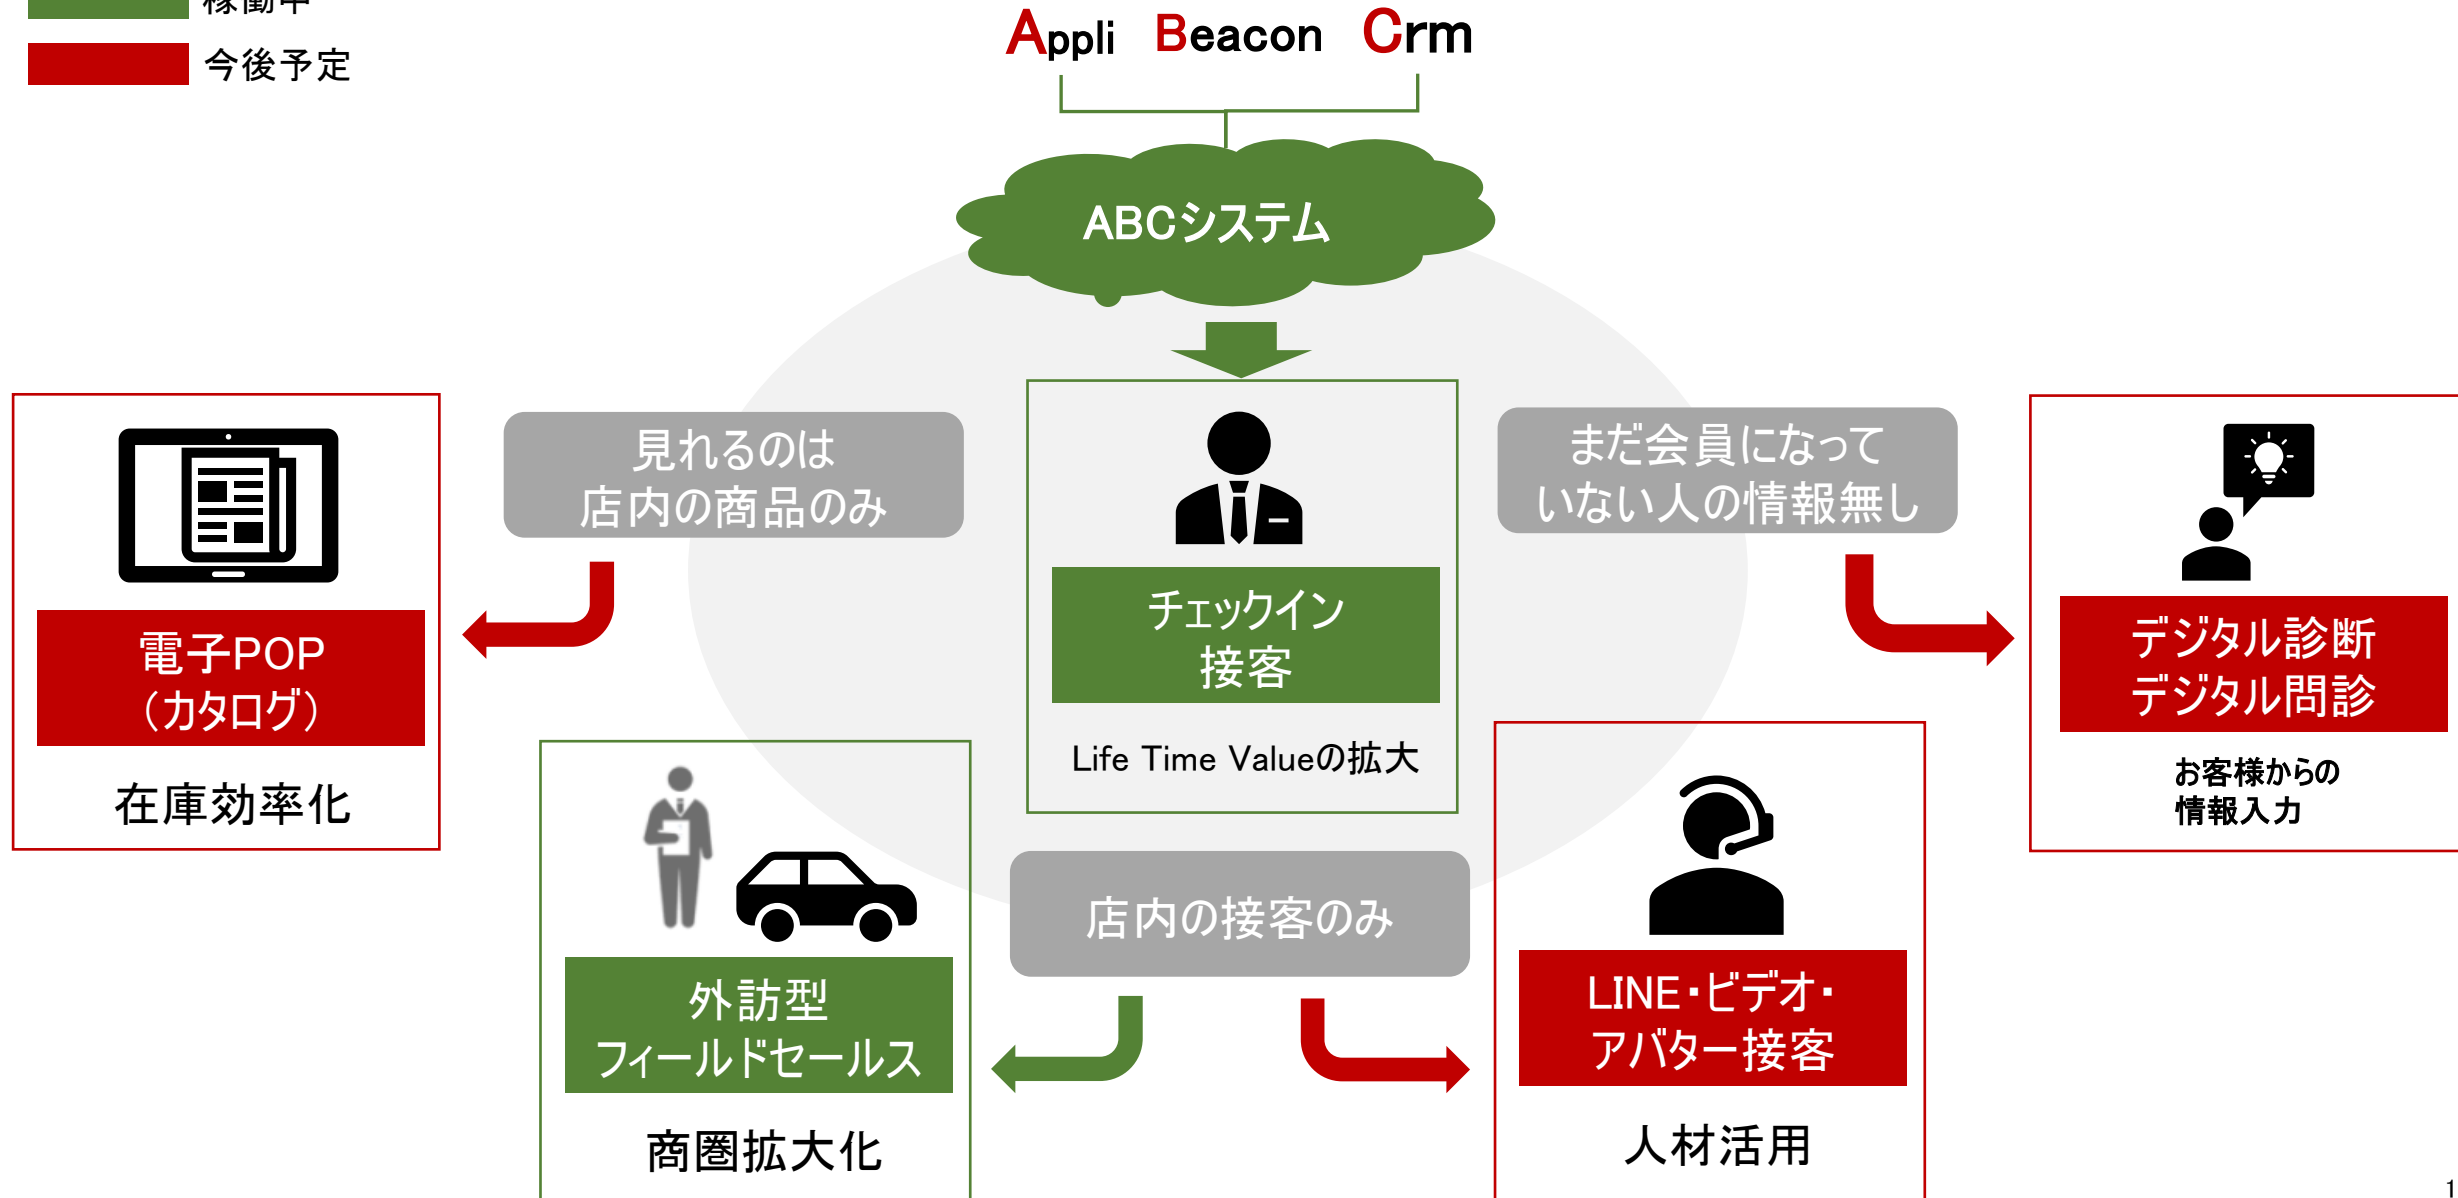 稼働中
今後予定
Appli Beacon Crm
ABCシステム
見れるのは
店内の商品のみ
まだ会員になって
いない人の情報無し
電子POP
（カタログ）
在庫効率化
チェックイン
接客
Life Time Valueの拡大
デジタル診断
デジタル問診
お客様からの
情報入力
店内の接客のみ
外訪型
フィールドセールス
商圏拡大化
LINE・ビデオ・
アバター接客
人材活用
1